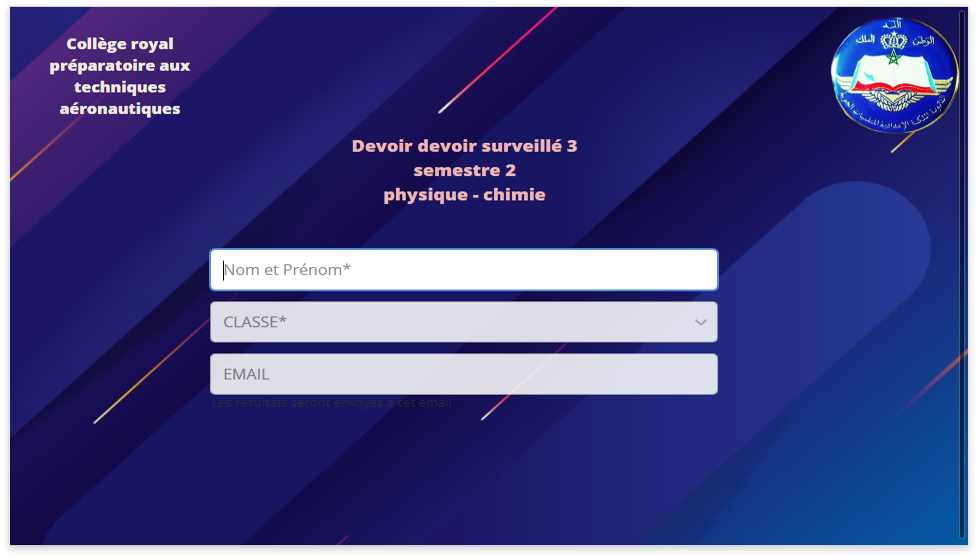 Collège royal
préparatoire aux
techniques
aéronautiques
الله
الوطن
الملك
Devoir devoir surveillé 3
semestre 2
physique - chimie
Nom et Prénom*
CLASSE*
EMAIL
Les résultats seront envoyés à cet email